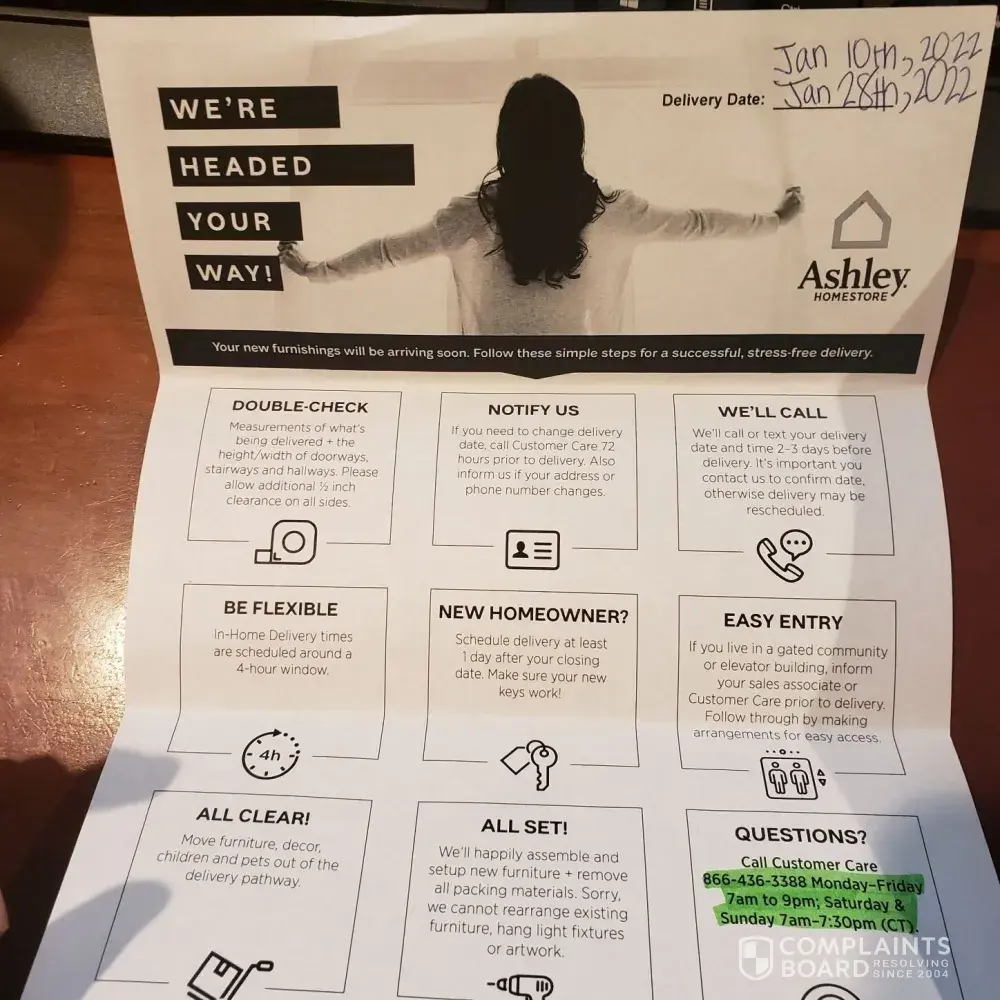 Jan 10th, 2022
Delivery Date: Jan 28th, 2022
WE'RE
HEADED
YOUR
WAY!
Ashley.
HOMESTORE
Your new furnishings will be arriving soon. Follow these simple steps for a successful, stress-free delivery.
DOUBLE-CHECK
Measurements of what's
being delivered + the
height/width of doorways,
stairways and hallways. Please
allow additional ½ inch
clearance on all sides.
NOTIFY US
If you need to change delivery
date, call Customer Care 72
hours prior to delivery. Also
inform us if your address or
phone number changes.
WE'LL CALL
We'll call or text your delivery
date and time 2-3 days before
delivery. It's important you
contact us to confirm date,
otherwise delivery may be
rescheduled.
BE FLEXIBLE
In-Home Delivery times
are scheduled around a
4-hour window.
4h
NEW HOMEOWNER?
Schedule delivery at least
1 day after your closing
date. Make sure your new
keys work!
EASY ENTRY
If you live in a gated community
or elevator building, inform
your sales associate or
Customer Care prior to delivery.
Follow through by making
arrangements for easy access.
ALL CLEAR!
Move furniture, decor,
children and pets out of the
delivery pathway.
ALL SET!
We'll happily assemble and
setup new furniture + remove
all packing materials. Sorry,
we cannot rearrange existing
furniture, hang light fixtures
or artwork.
QUESTIONS?
Call Customer Care
866-436-3388 Monday-Friday
7am to 9pm; Saturday &
Sunday 7am-7:30pm (CT).
COMPLAINTS
BOARD RESOLVING
SINCE 2004